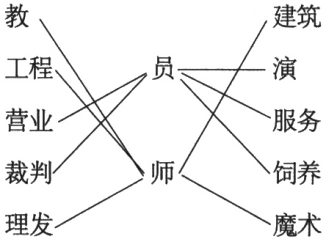 教 建筑
工程 员 演
营业 服务
裁判 师 饲养
理发 魔术